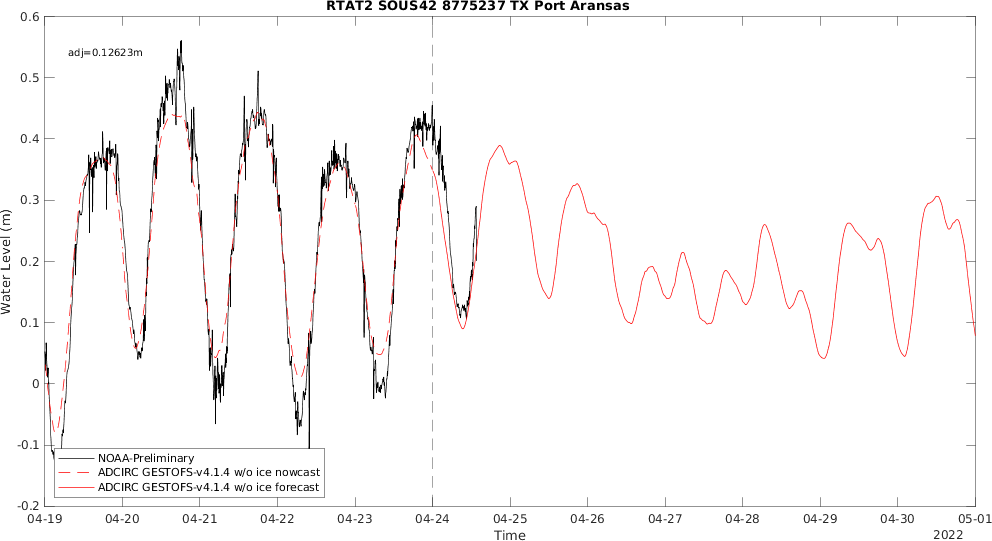 RTAT2 SOUS42 8775237 TX Port Aransas
adj=0.12623m
Water Level (m)
0.6
0.5
0.4
0.3
0.2
0.1
0
-0.1
-0.2
NOAA-Preliminary
ADCIRC GESTOFS-v4.1.4 w/o ice nowcast
ADCIRC GESTOFS-v4.1.4 w/o ice forecast
04-19 04-20 04-21 04-22 04-23 04-24 04-25 04-26 04-27 04-28 04-29 04-30 05-01
Time
2022